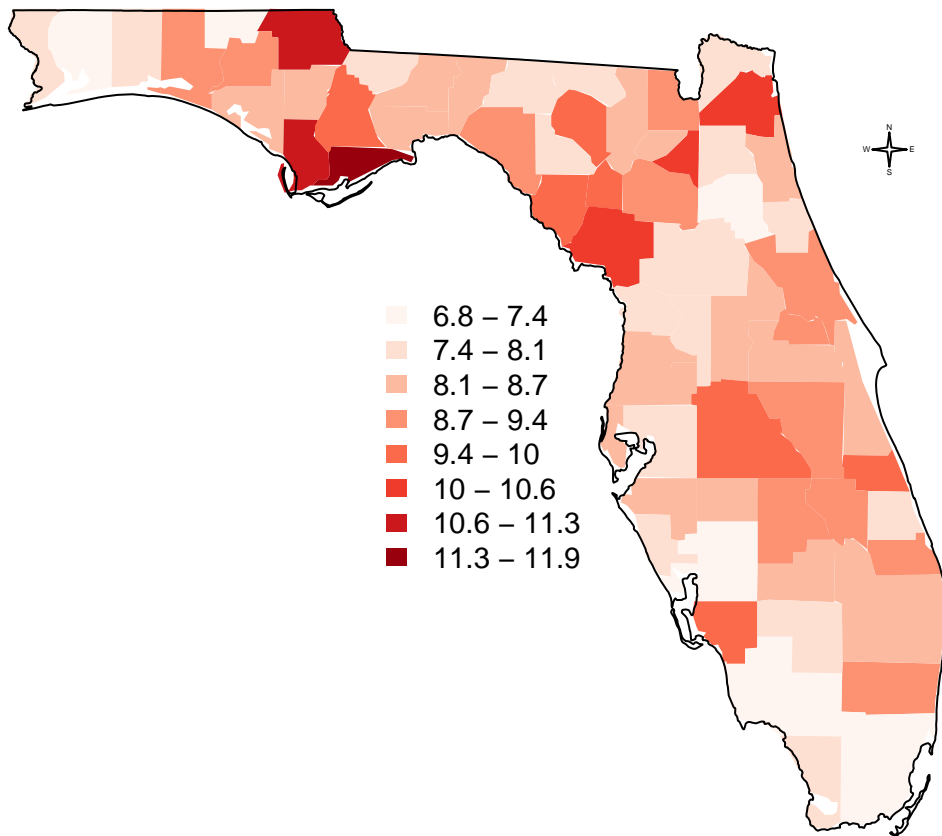 N
W E
S
6.8 – 7.4
7.4 – 8.1
8.1 – 8.7
8.7 – 9.4
9.4 – 10
10 – 10.6
10.6 – 11.3
11.3 – 11.9